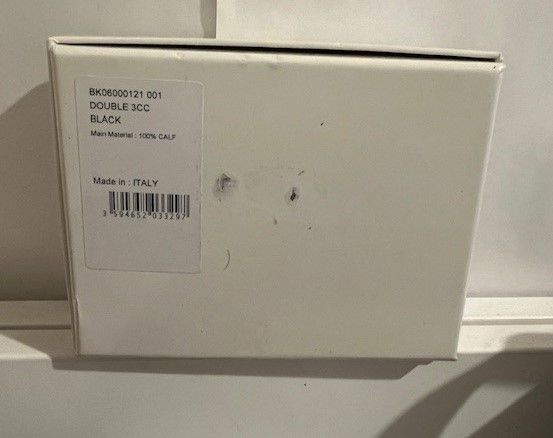 BK06000121 001
DOUBLE 3CC
BLACK
Main Material : 100% CALF
Made in : ITALY
3 594652 033297